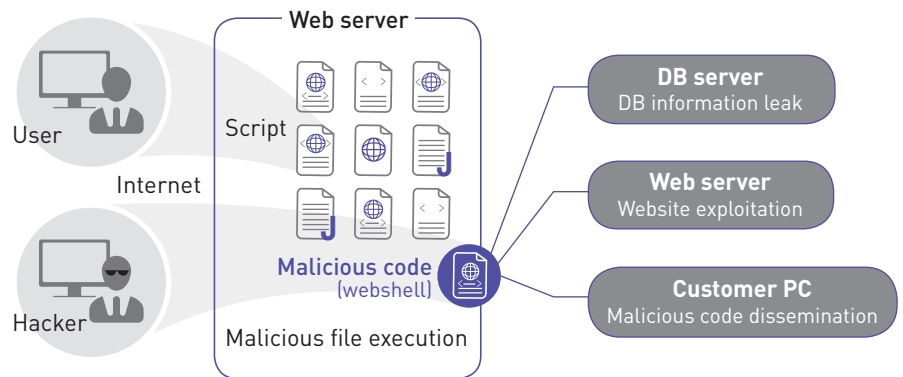 Web server
User
Script
Internet
Hacker
Malicious code
(webshell)
Malicious file execution
J
J
DB server
DB information leak
Web server
Website exploitation
Customer PC
Malicious code dissemination